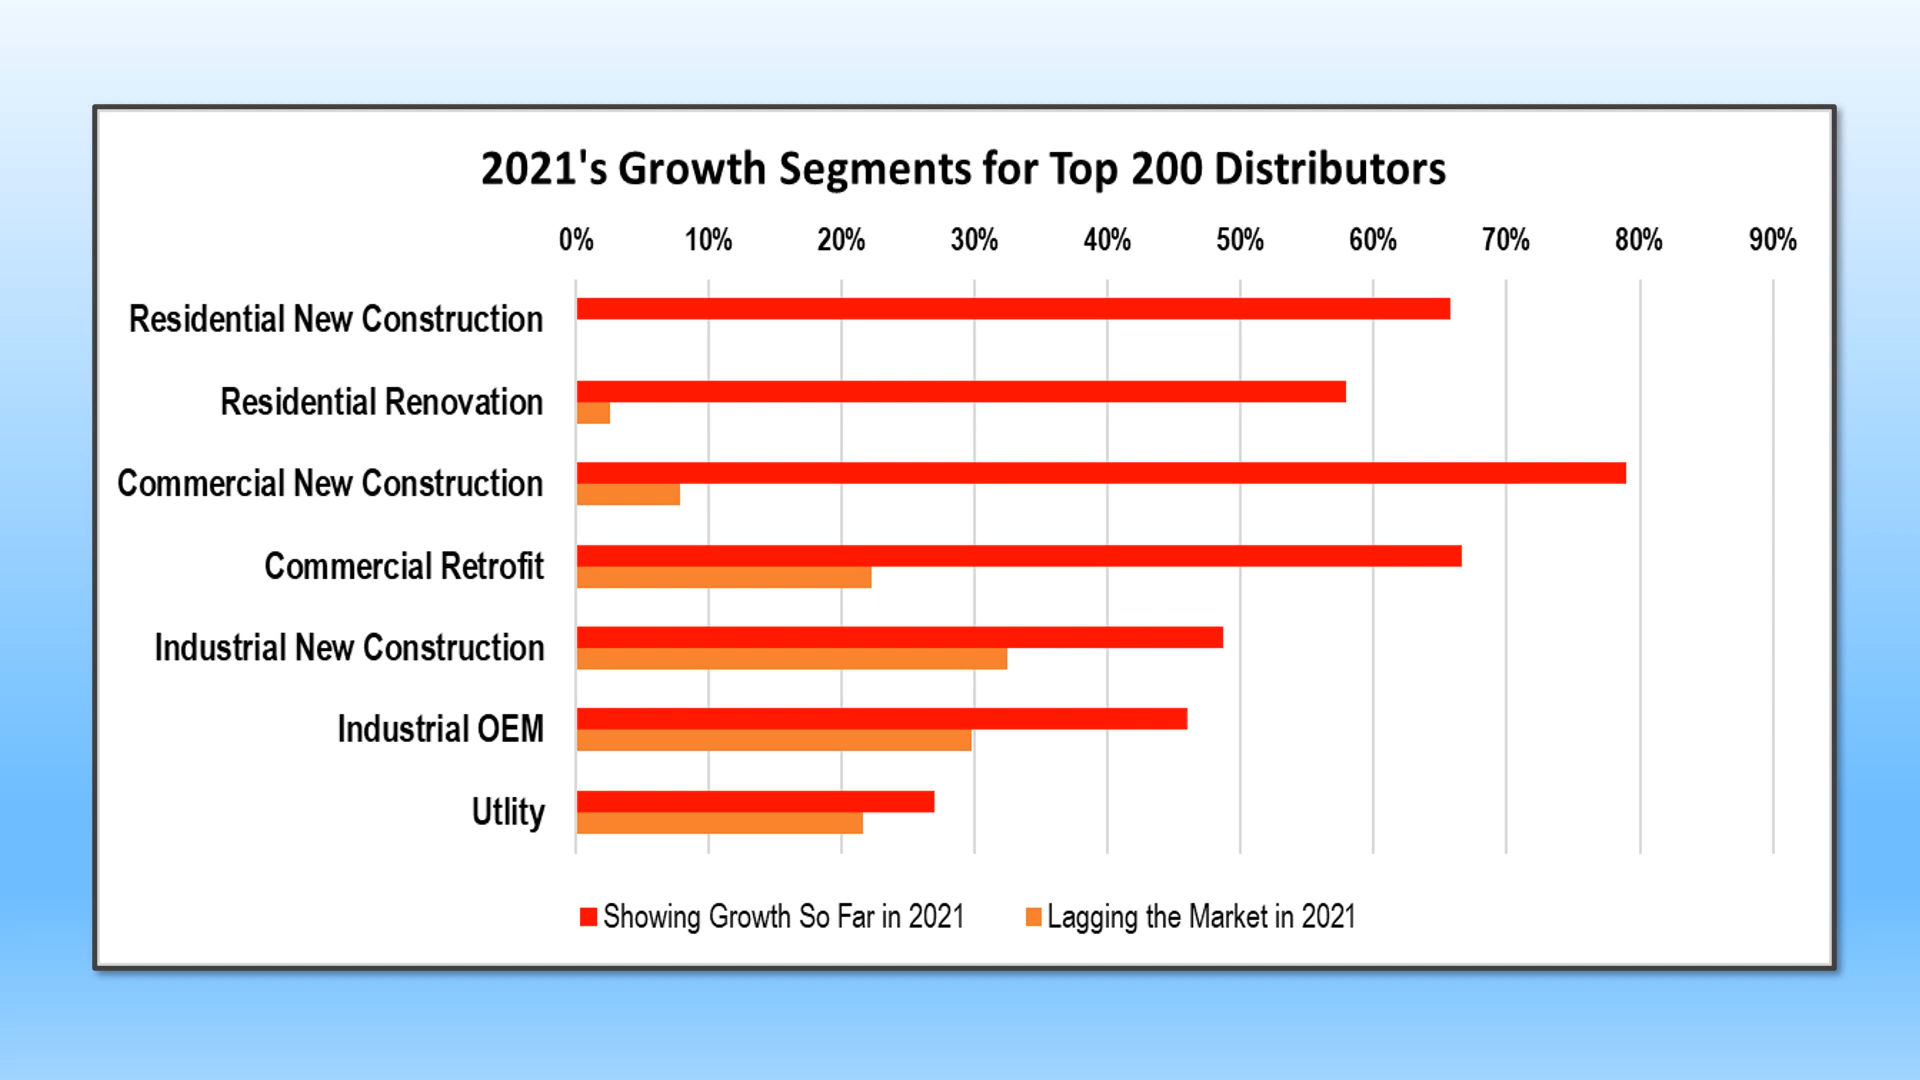 2021's Growth Segments for Top 200 Distributors
0% 10% 20% 30% 40% 50% 60% 70% 80% 90%
Residential New Construction
Residential Renovation
Commercial New Construction
Commercial Retrofit
Industrial New Construction
Industrial OEM
Utlity
Showing Growth So Far in 2021 Lagging the Market in 2021